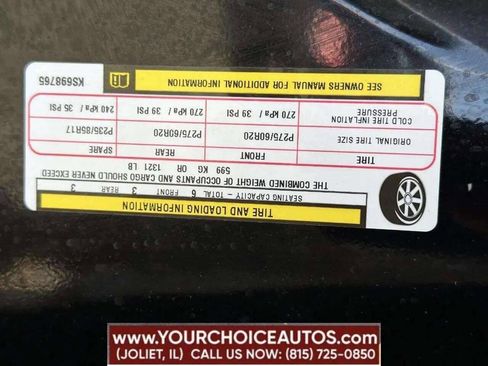 TIRE AND LOADING INFORMATION
SEATING CAPACITY - TOTAL 6 FRONT 3 REAR 3
THE COMBINED WEIGHT OF OCCUPANTS AND CARGO SHOULD NEVER EXCEED
599 KG OR 1321 LB
TIRE FRONT REAR SPARE
ORIGINAL TIRE SIZE P275/60R20 P275/60R20 P235/85R17
COLD TIRE INFLATION PRESSURE 270 kPa / 39 PSI 270 kPa / 39 PSI 240 kPa / 35 PSI
SEE OWNERS MANUAL FOR ADDITIONAL INFORMATION
KS698765
WWW.YOURCHOICEAUTOS.COM
(JOLIET, IL) CALL US NOW: (815) 725-0850